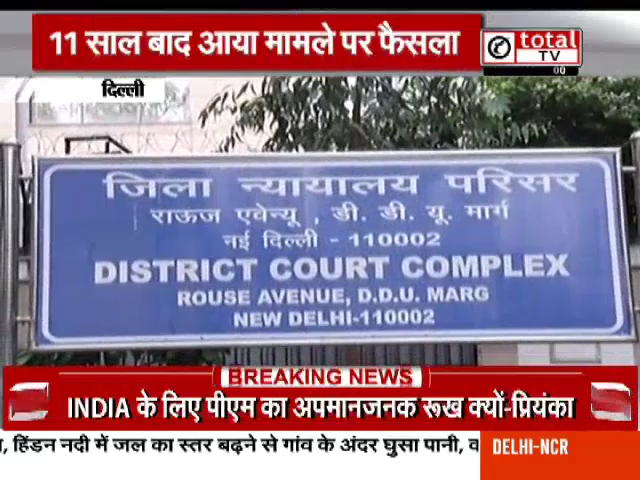 11 साल बाद आया मामले पर फैसला
total
TV
00
दिल्ली
जिला न्यायालय परिसर
राऊज एवेन्यू , डी. डी. यू. मार्ग
नई दिल्ली - 110002
DISTRICT COURT COMPLEX
ROUSE AVENUE, D.D.U. MARG
NEW DELHI-110002
BREAKING NEWS
INDIA के लिए पीएम का अपमानजनक रूख क्यों-प्रियंका
, हिंडन नदी में जल का स्तर बढ़ने से गांव के अंदर घुसा पानी,
DELHI-NCR